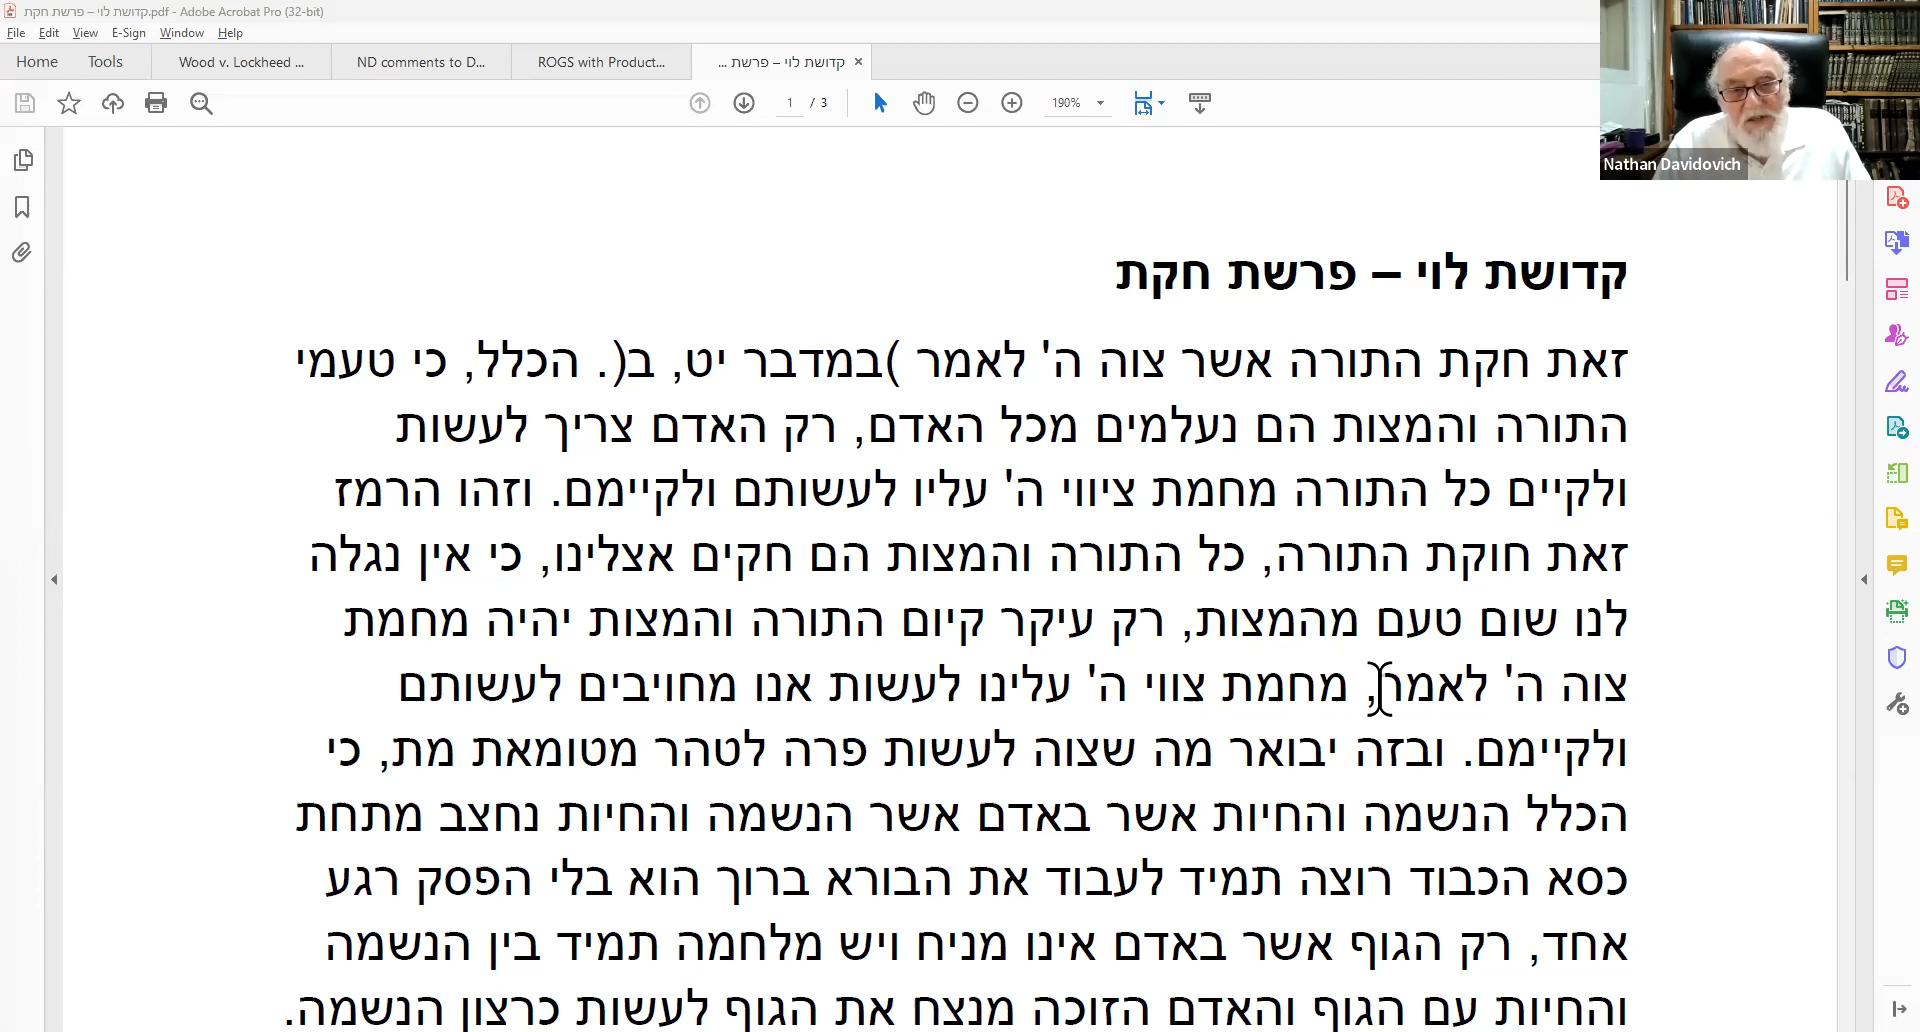 קדושת לוי – פרשת חקת.pdf - Adobe Acrobat Pro (32-bit)
File Edit View E-Sign Window Help
Home Tools Wood v. Lockheed ... ND comments to D... ROGS with Product... קדושת לוי – פרשת ... ×
1 / 3 190%
Nathan Davidovich
קדושת לוי – פרשת חקת
זאת חקת התורה אשר צוה ה' לאמר )במדבר יט, ב(. הכלל, כי טעמי
התורה והמצות הם נעלמים מכל האדם, רק האדם צריך לעשות
ולקיים כל התורה מחמת ציווי ה' עליו לעשותם ולקיימם. וזהו הרמז
זאת חוקת התורה, כל התורה והמצות הם חקים אצלינו, כי אין נגלה
לנו שום טעם מהמצות, רק עיקר קיום התורה והמצות יהיה מחמת
צוה ה' לאמר, מחמת צווי ה' עלינו לעשות אנו מחויבים לעשותם
ולקיימם. ובזה יבואר מה שצוה לעשות פרה לטהר מטומאת מת, כי
הכלל הנשמה והחיות אשר באדם אשר הנשמה והחיות נחצב מתחת
כסא הכבוד רוצה תמיד לעבוד את הבורא ברוך הוא בלי הפסק רגע
אחד, רק הגוף אשר באדם אינו מניח ויש מלחמה תמיד בין הנשמה
והחיות עם הגוף והאדם הזוכה מנצח את הגוף לעשות כרצון הנשמה.